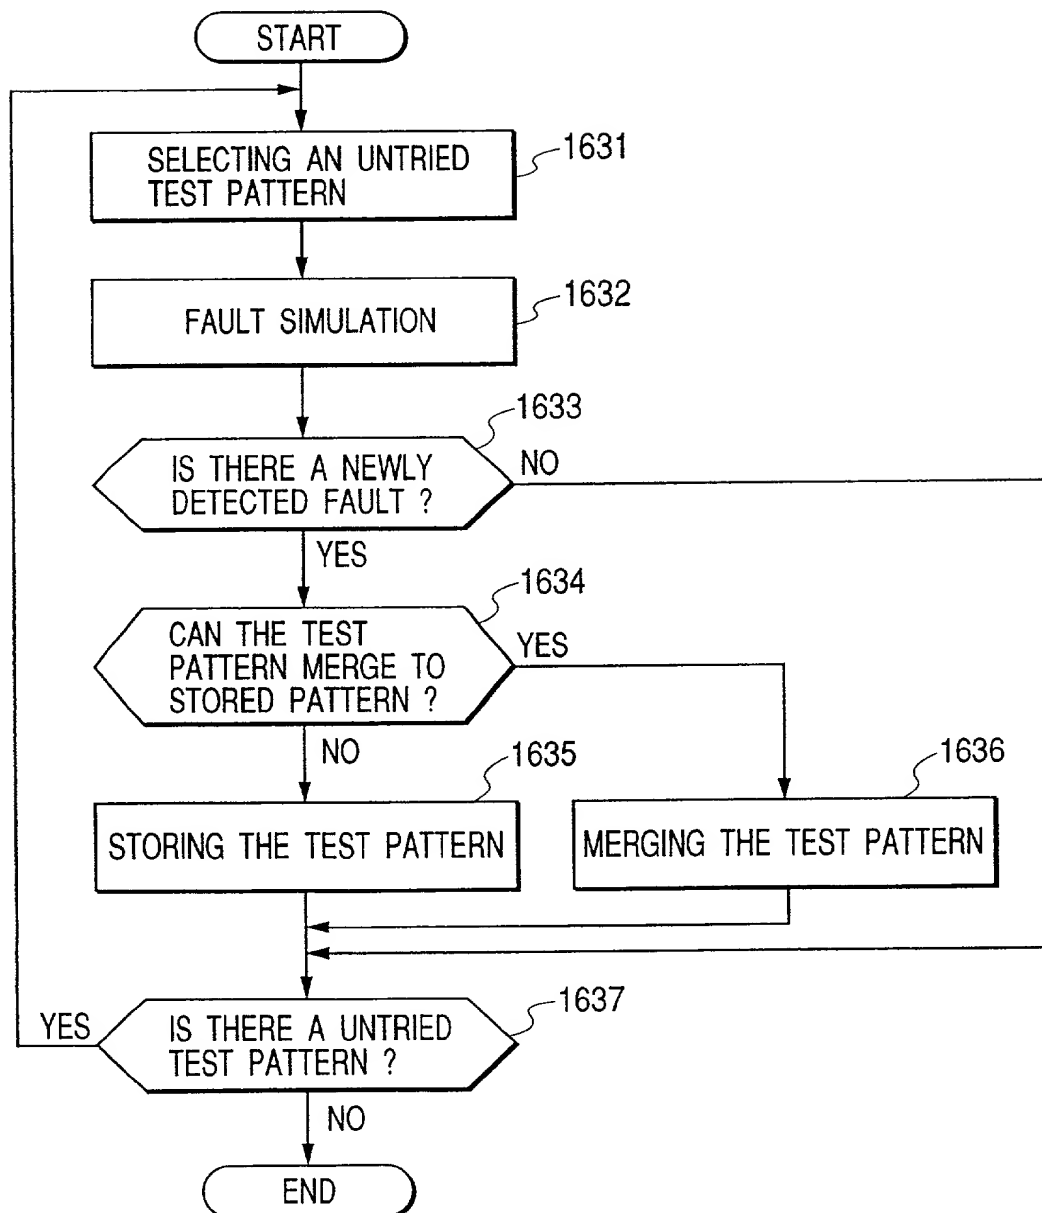 START
SELECTING AN UNTRIED
TEST PATTERN
1631
FAULT SIMULATION
1632
1633
IS THERE A NEWLY
DETECTED FAULT ?
NO
YES
1634
CAN THE TEST
PATTERN MERGE TO
STORED PATTERN ?
YES
NO
1635
STORING THE TEST PATTERN
1636
MERGING THE TEST PATTERN
1637
YES
IS THERE A UNTRIED
TEST PATTERN ?
NO
END